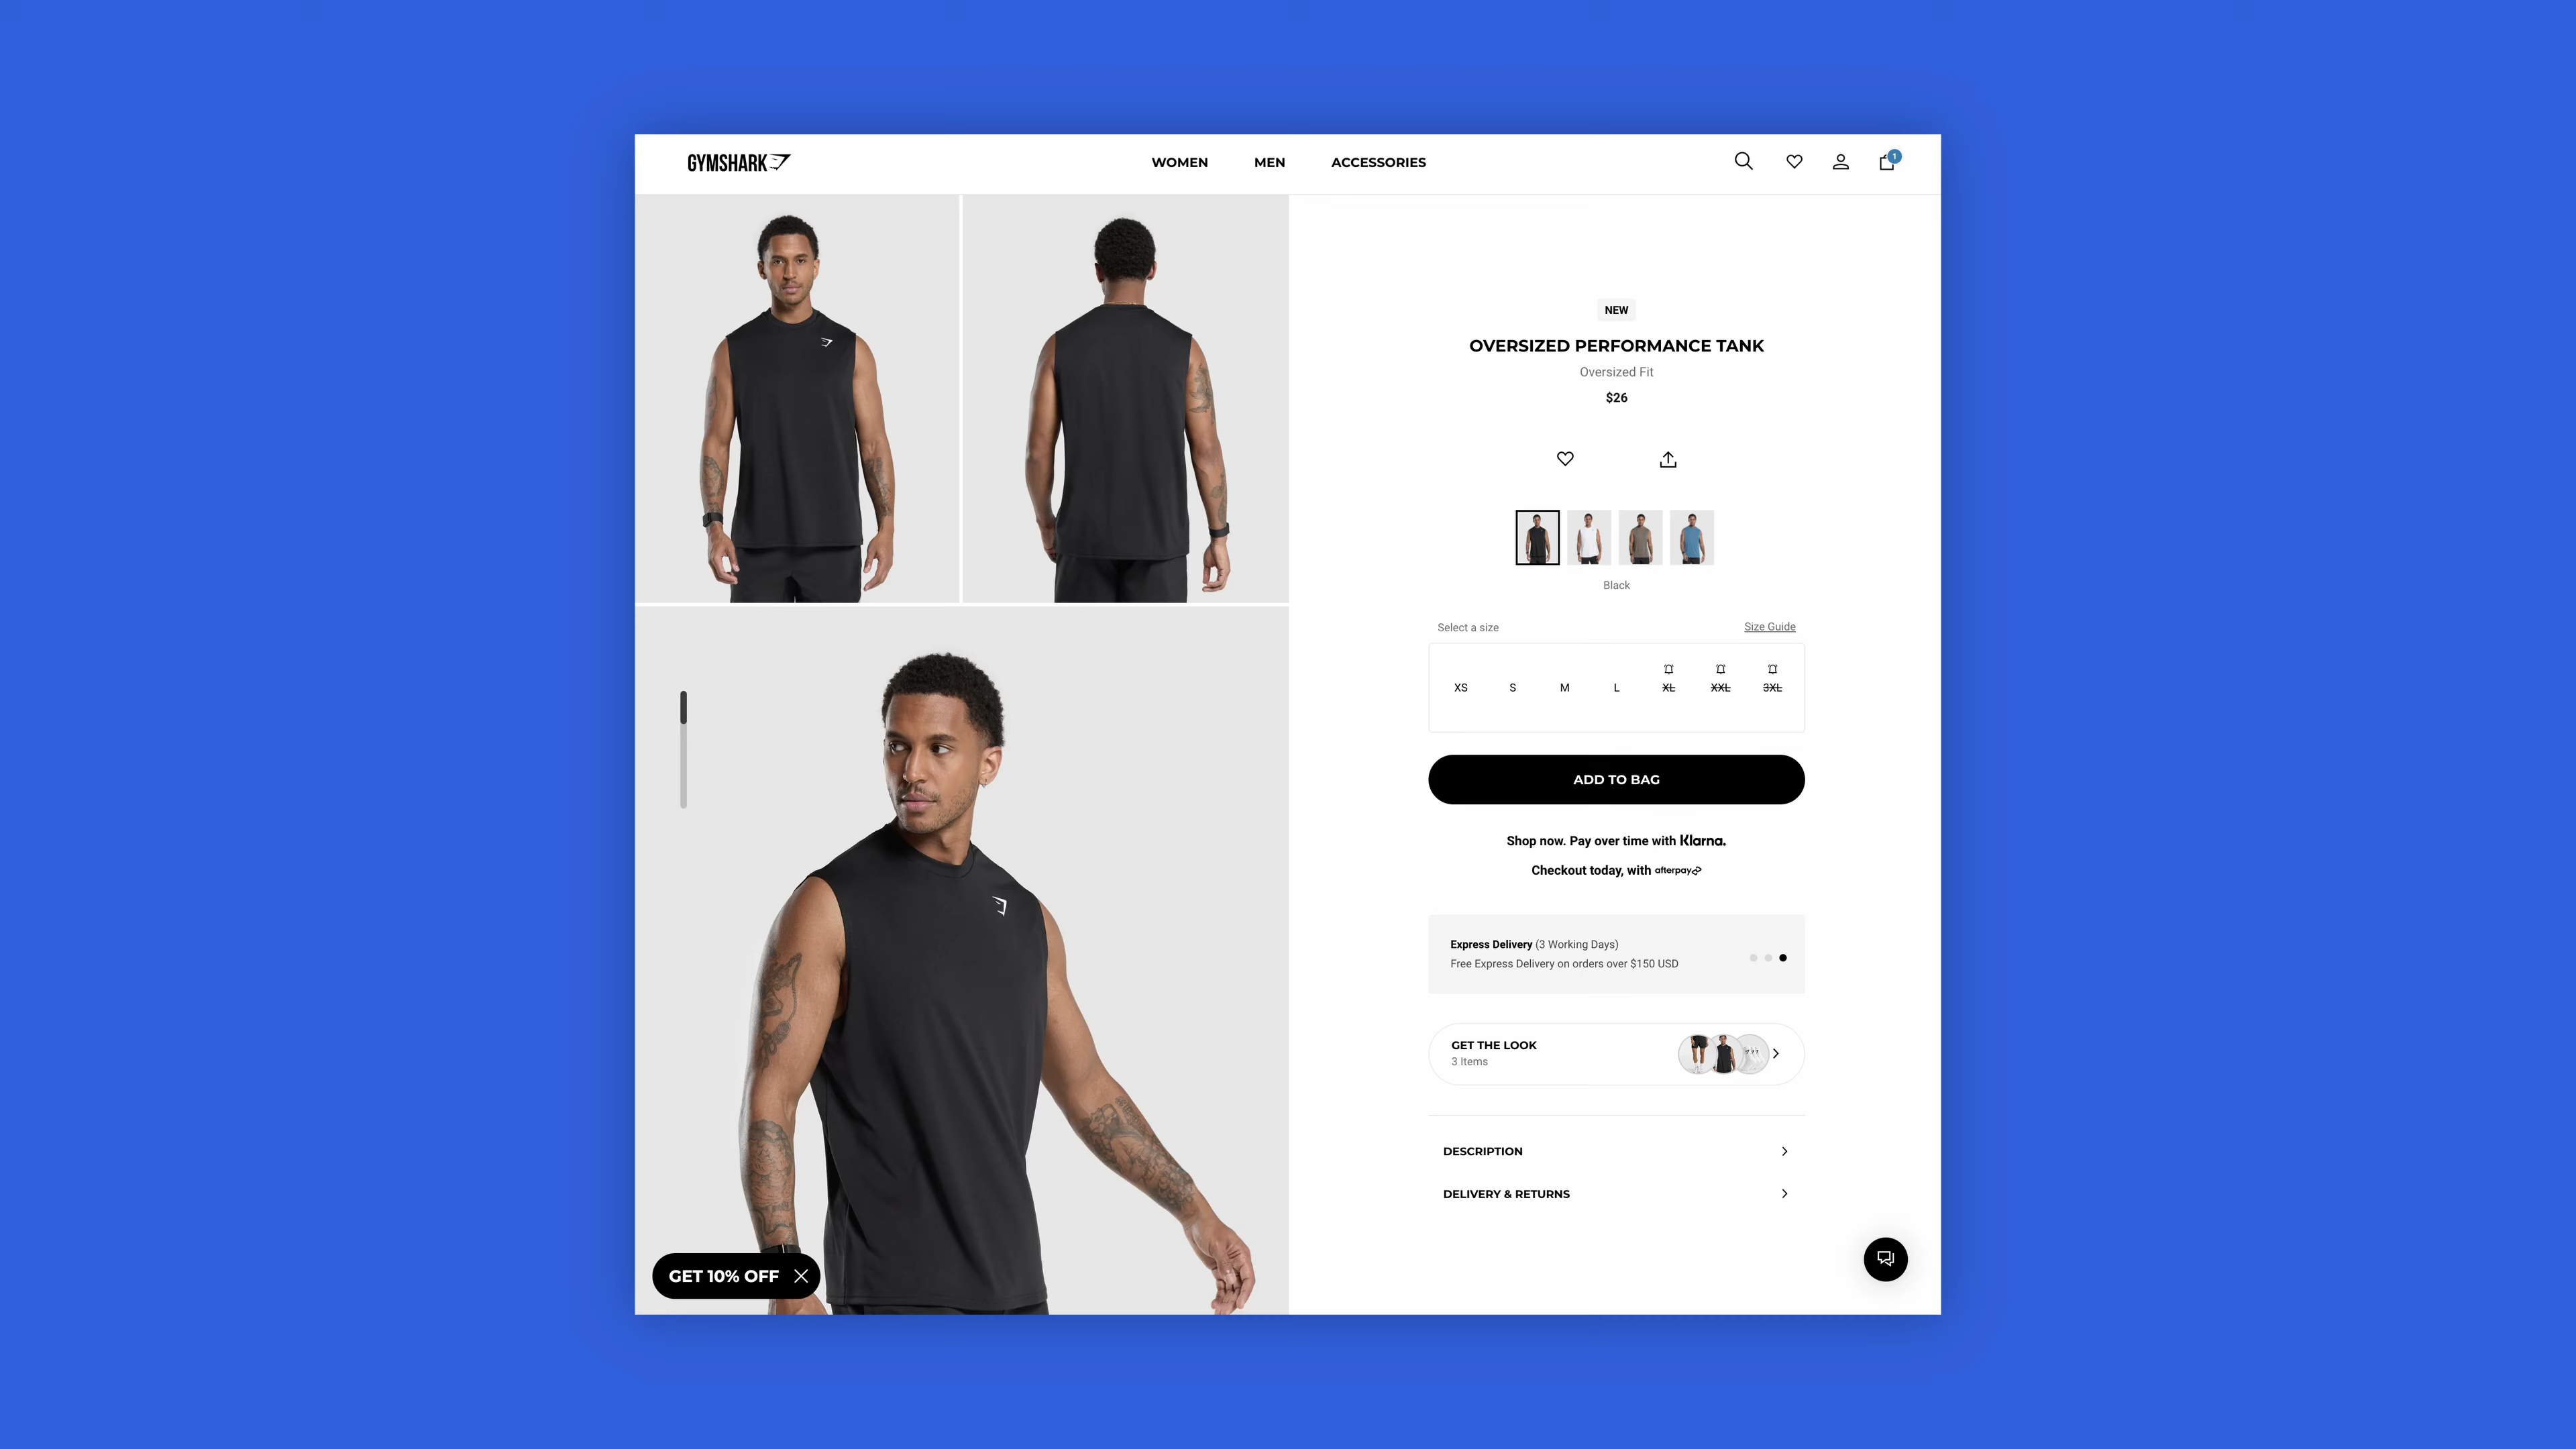 GYMSHARK
WOMEN MEN ACCESSORIES
1
NEW
OVERSIZED PERFORMANCE TANK
Oversized Fit
$26
Black
Select a size Size Guide
XS S M L XL XXL 3XL
ADD TO BAG
Shop now. Pay over time with Klarna.
Checkout today, with afterpay
Express Delivery (3 Working Days)
Free Express Delivery on orders over $150 USD
GET THE LOOK
3 Items
DESCRIPTION
DELIVERY & RETURNS
GET 10% OFF